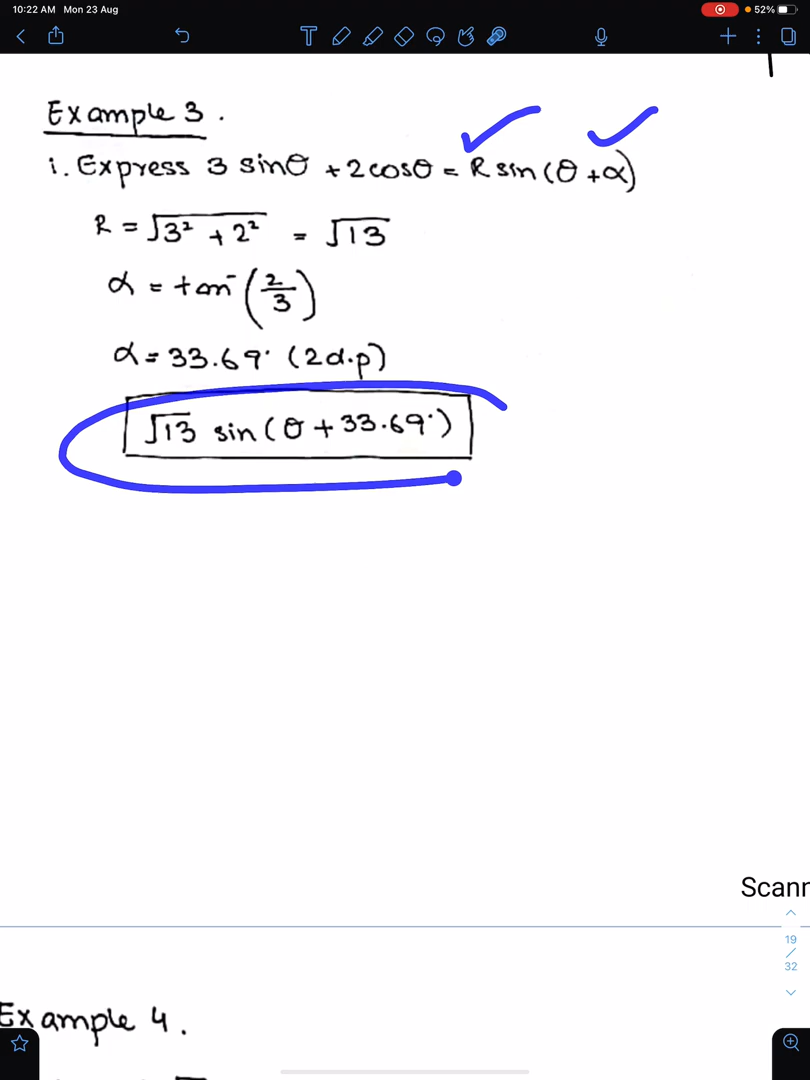 10:22 AM Mon 23 Aug
52%
T
Example 3.
i. Express 3 sinθ + 2cosθ = R sin(θ + α)
R = √3² + 2² = √13
α = tan⁻(2/3)
α = 33.69° (2d.p)
√13 sin(θ + 33.69°)
Scann
19
/
32
Example 4.